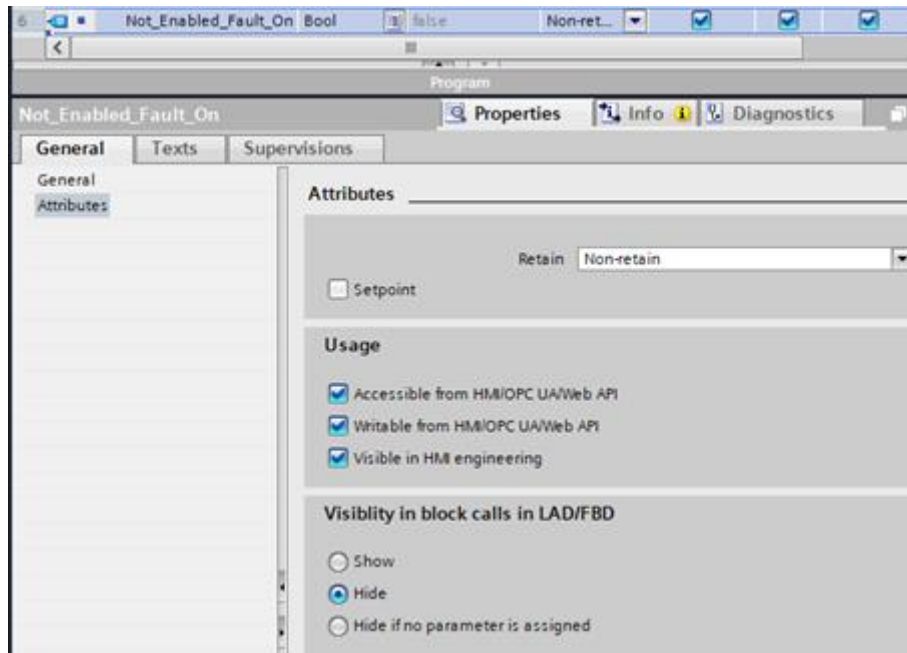 6 Not_Enabled_Fault_On Bool false Non-ret...
Program
Not_Enabled_Fault_On Properties Info Diagnostics
General Texts Supervisions
General
Attributes
Attributes
Retain Non-retain
Setpoint
Usage
Accessible from HMI/OPC UA/Web API
Writable from HMI/OPC UA/Web API
Visible in HMI engineering
Visiblity in block calls in LAD/FBD
Show
Hide
Hide if no parameter is assigned